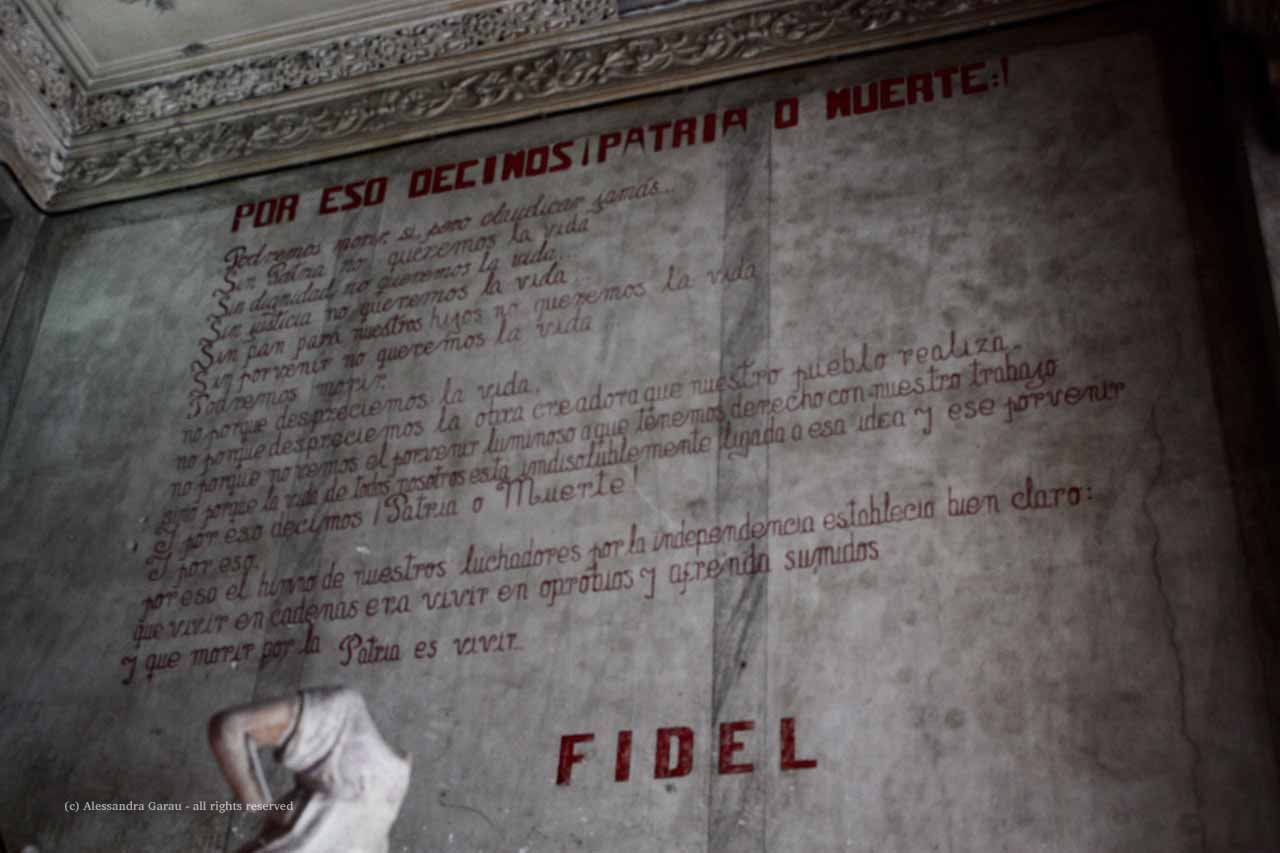 POR ESO DECIMOS ¡PATRIA O MUERTE:!
Podremos morir, si, pero claudicar jamás...
Sin Patria no queremos la vida
Sin dignidad no queremos la vida...
Sin justicia no queremos la vida
Sin pan para nuestros hijos no queremos la vida
Sin porvenir no queremos la vida
Podremos morir,
no porque despreciemos la vida,
no porque despreciemos la obra creadora que nuestro pueblo realiza,
no porque no vemos el porvenir luminoso a que tenemos derecho con nuestro trabajo
sino porque la vida de todos nosotros esta indisolublemente ligada a esa idea y ese porvenir
Y por eso decimos ¡Patria o Muerte!
Y por eso,
por eso el himno de nuestros luchadores por la independencia establecia bien claro:
que vivir en cadenas era vivir en oprobios y afrenda sumidos
y que morir por la Patria es vivir...
FIDEL
(c) Alessandra Garau - all rights reserved